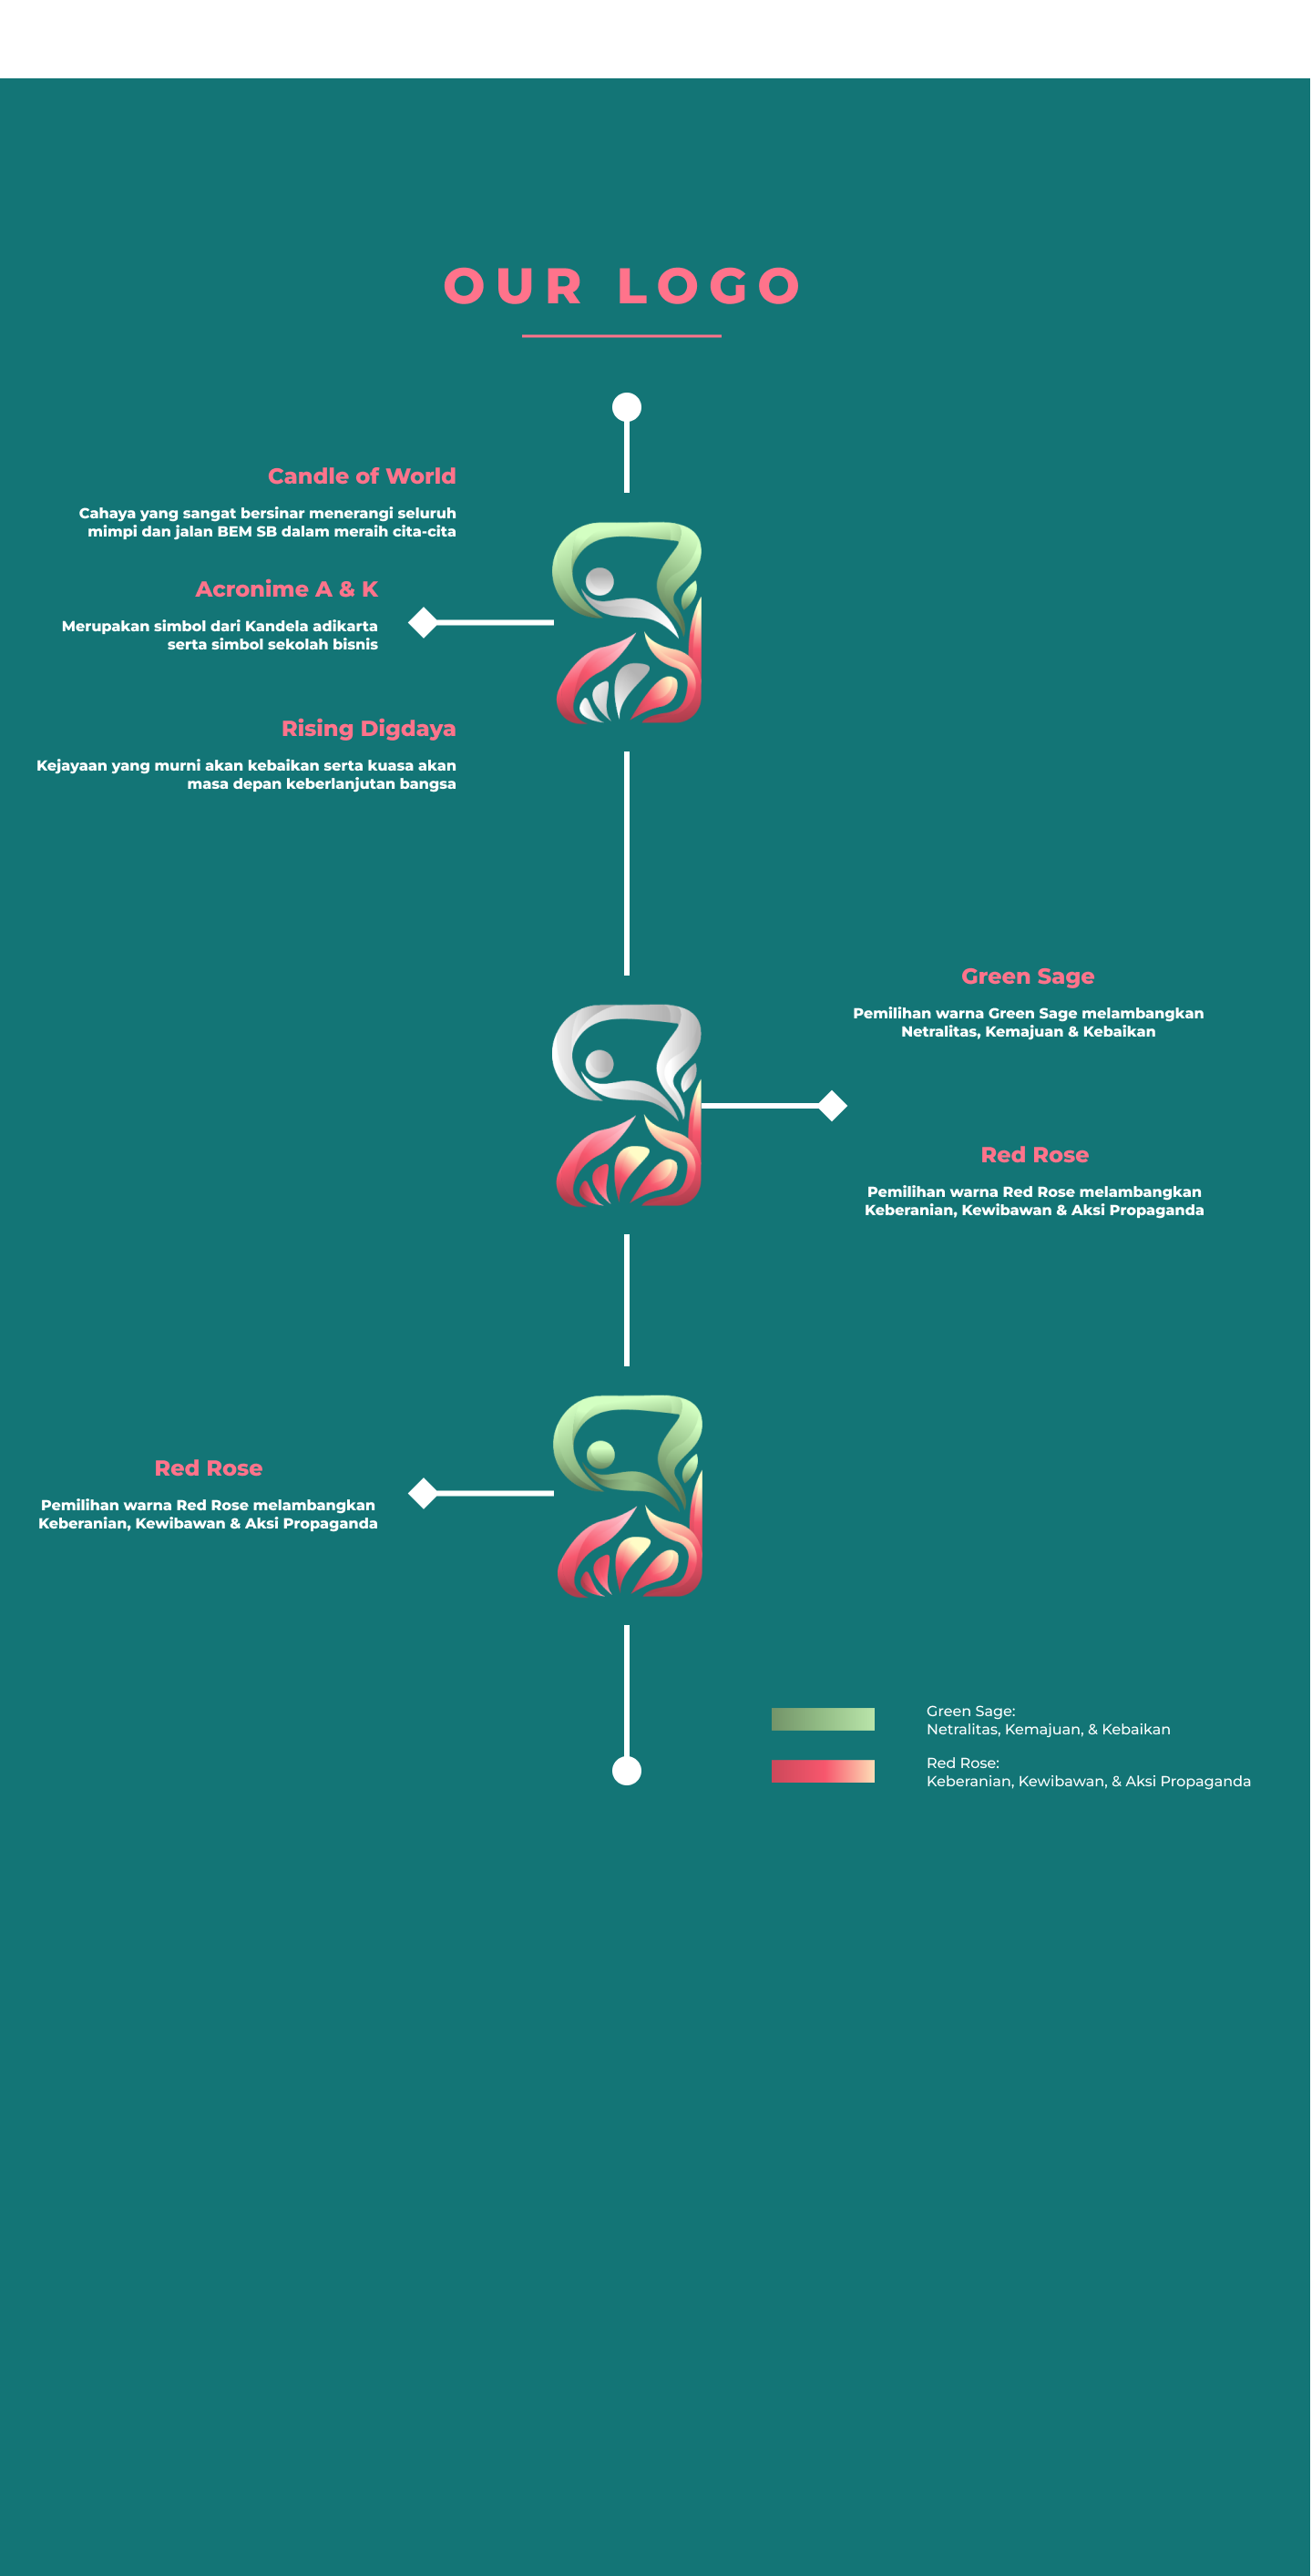 OUR LOGO
Candle of World
Cahaya yang sangat bersinar menerangi seluruh
mimpi dan jalan BEM SB dalam meraih cita-cita
Acronime A & K
Merupakan simbol dari Kandela adikarta
serta simbol sekolah bisnis
Rising Digdaya
Kejayaan yang murni akan kebaikan serta kuasa akan
masa depan keberlanjutan bangsa
Green Sage
Pemilihan warna Green Sage melambangkan
Netralitas, Kemajuan & Kebaikan
Red Rose
Pemilihan warna Red Rose melambangkan
Keberanian, Kewibawan & Aksi Propaganda
Red Rose
Pemilihan warna Red Rose melambangkan
Keberanian, Kewibawan & Aksi Propaganda
Green Sage:
Netralitas, Kemajuan, & Kebaikan
Red Rose:
Keberanian, Kewibawan, & Aksi Propaganda